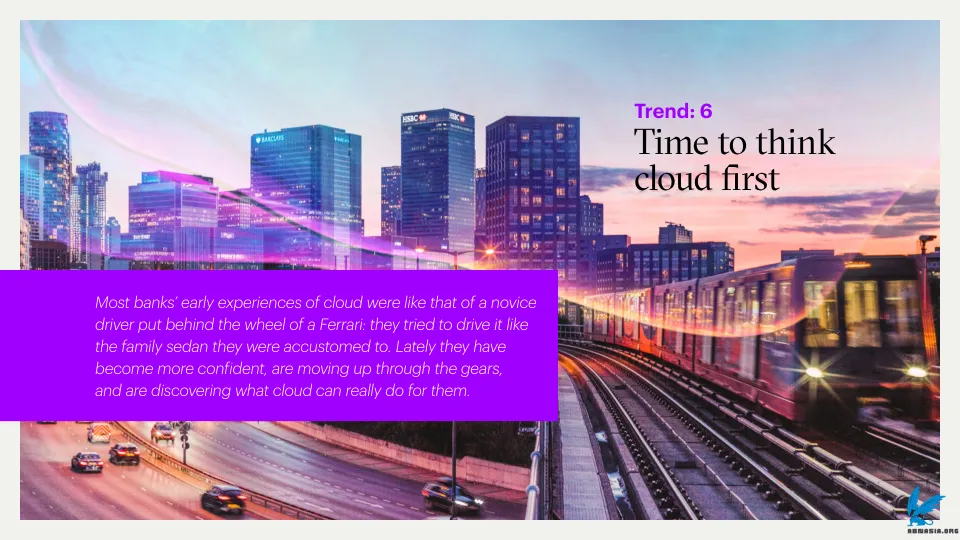 Trend: 6
Time to think
cloud first
HSBC
HSBC
BARCLAYS
Most banks' early experiences of cloud were like that of a novice
driver put behind the wheel of a Ferrari: they tried to drive it like
the family sedan they were accustomed to. Lately they have
become more confident, are moving up through the gears,
and are discovering what cloud can really do for them.
ABMASIA.ORG